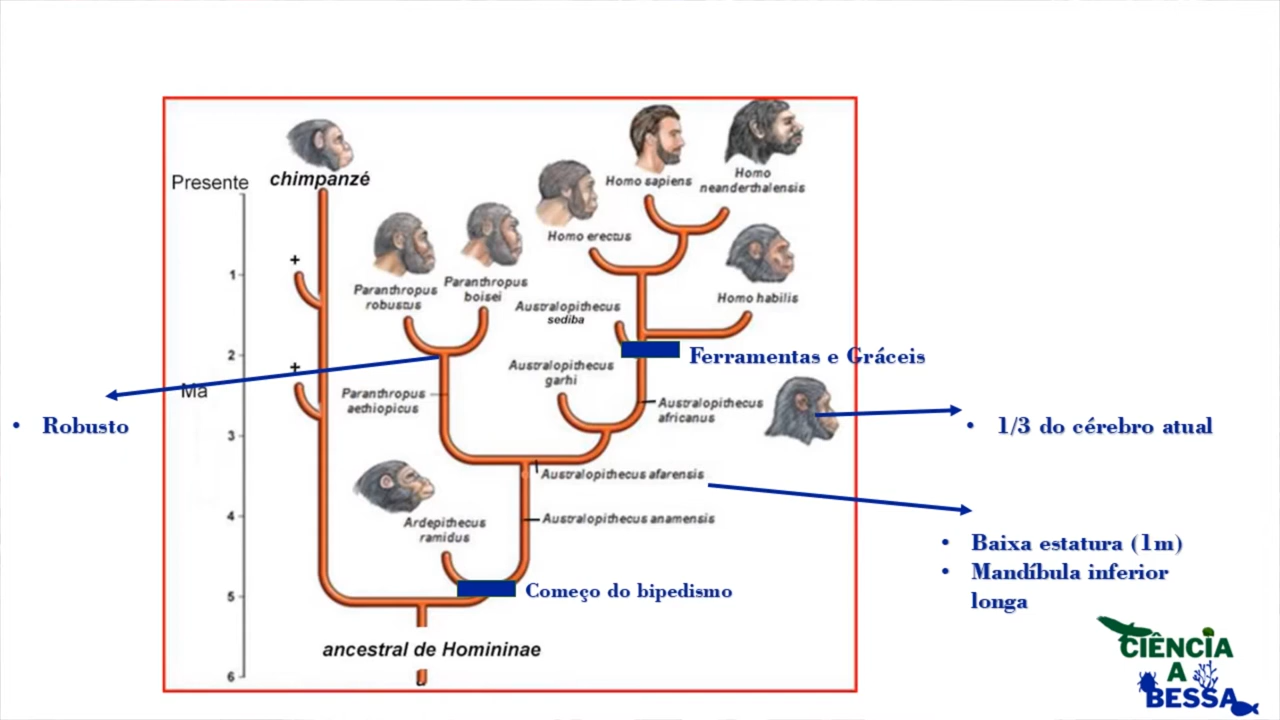 Presente
chimpanzé
Homo sapiens
Homo
neanderthalensis
Homo erectus
+
Paranthropus
robustus
Paranthropus
boisei
1
Australopithecus
sediba
Homo habilis
2
Ferramentas e Gráceis
+
Australopithecus
garhi
Ma
Paranthropus
aethiopicus
Australopithecus
africanus
• Robusto
• 1/3 do cérebro atual
3
Australopithecus afarensis
4
Ardepithecus
ramidus
Australopithecus anamensis
• Baixa estatura (1m)
• Mandíbula inferior
longa
5
Começo do bipedismo
ancestral de Homininae
6
CIÊNCIA
A
BESSA